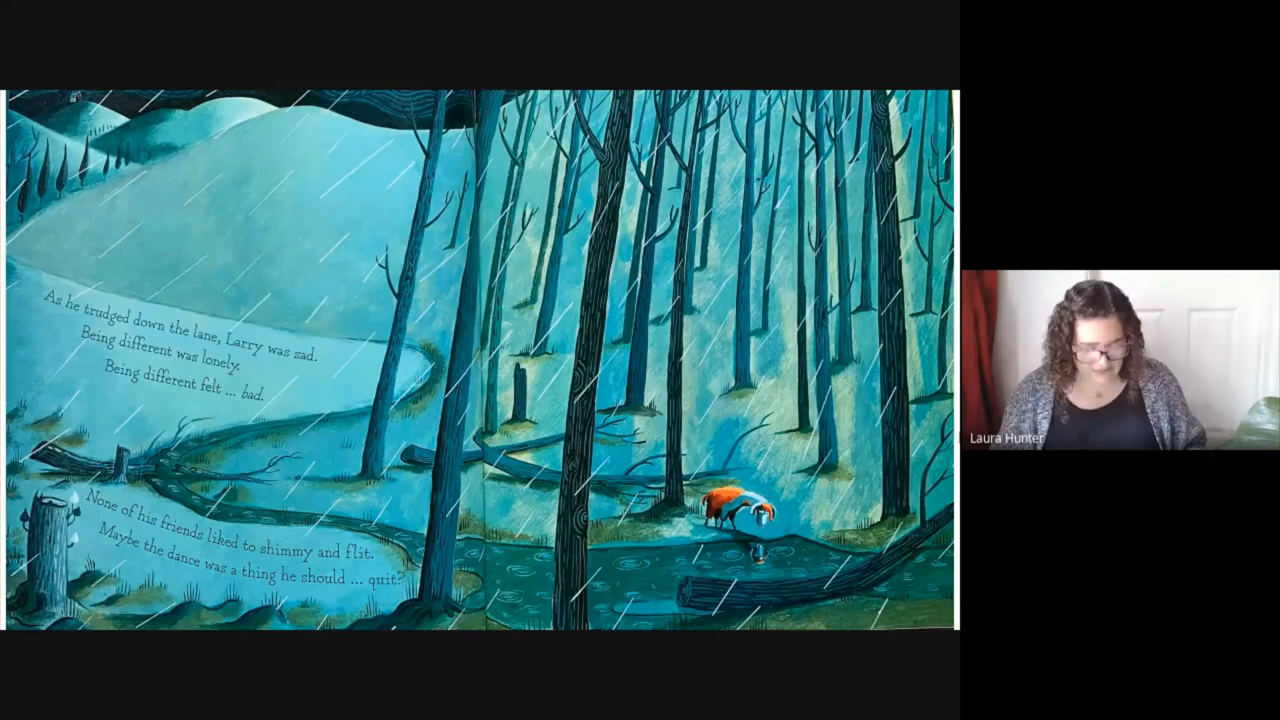 As he trudged down the lane, Larry was sad.
Being different was lonely.
Being different felt ... bad.
None of his friends liked to shimmy and flit.
Maybe the dance was a thing he should ... quit?
Laura Hunter